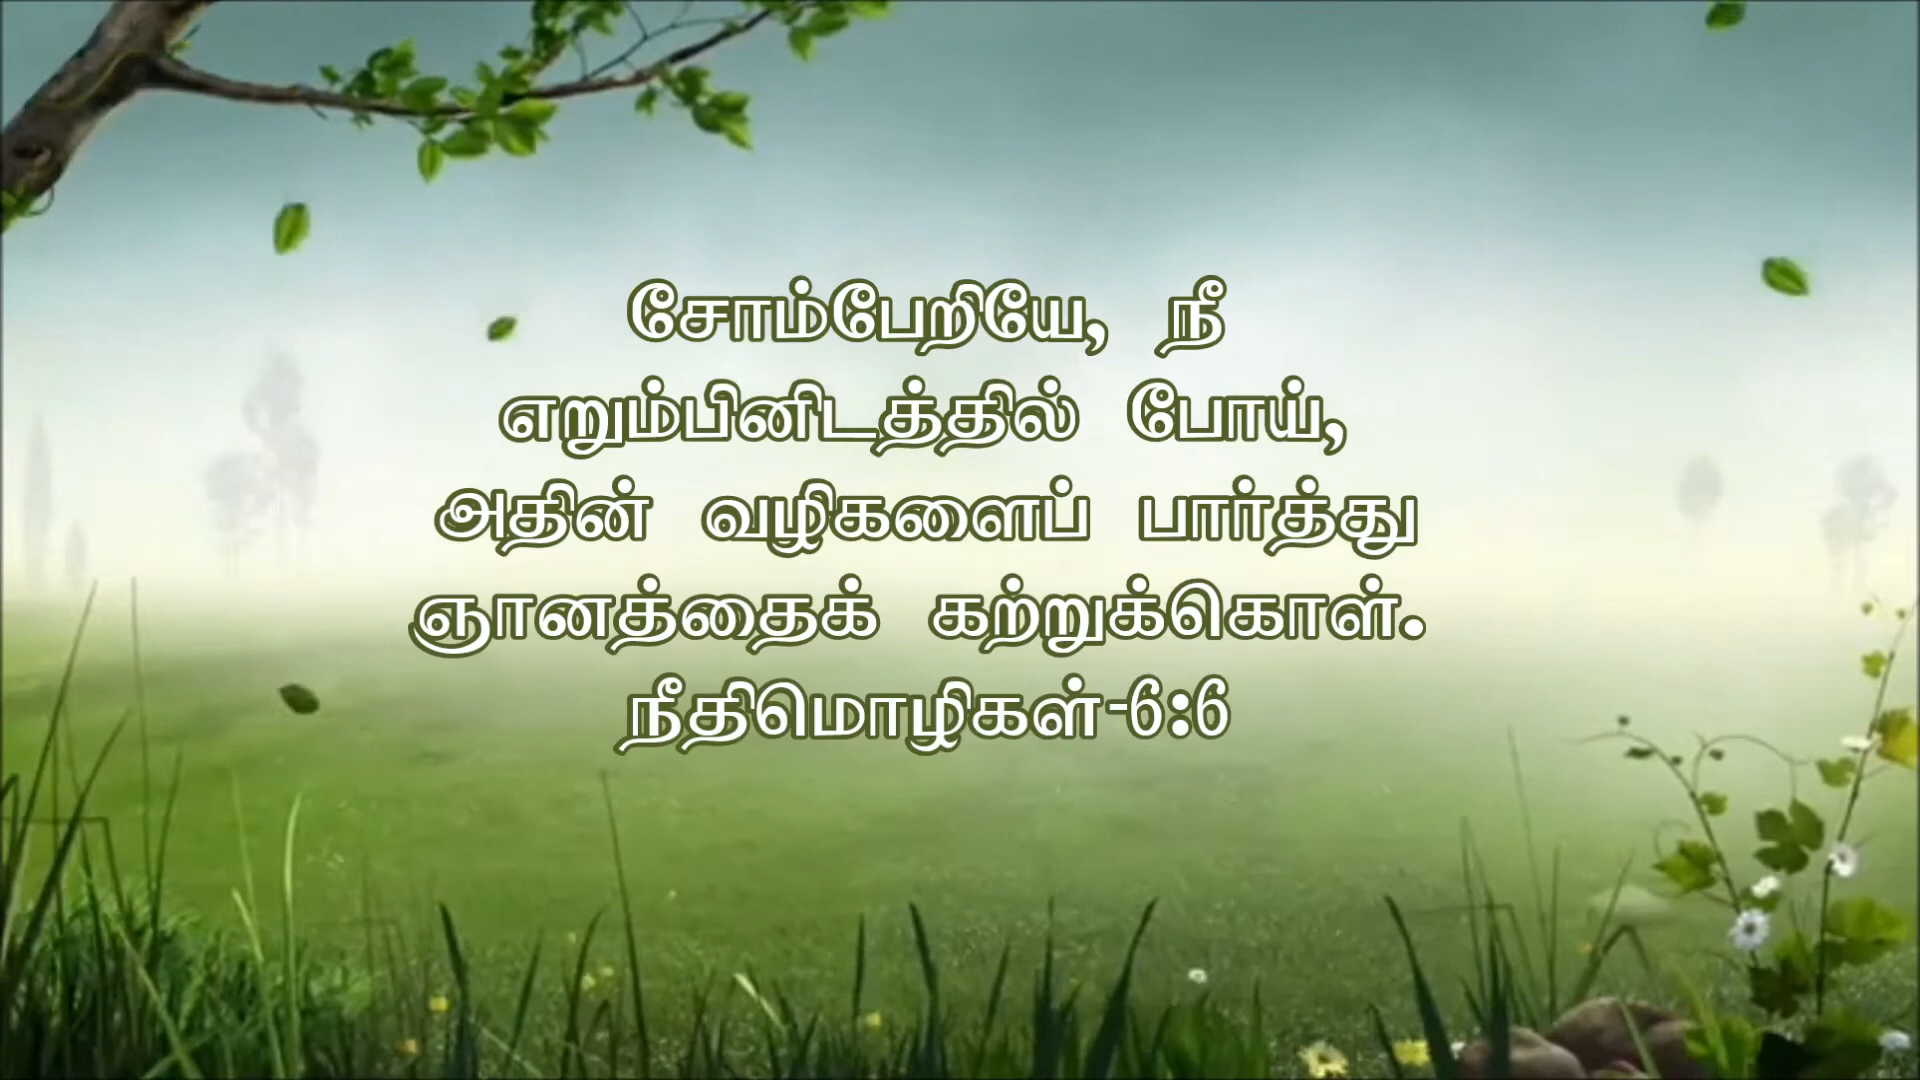 சோம்பேறியே, நீ
எறும்பினிடத்தில் போய்,
அதின் வழிகளைப் பார்த்து
ஞானத்தைக் கற்றுக்கொள்.
நீதிமொழிகள்-6:6